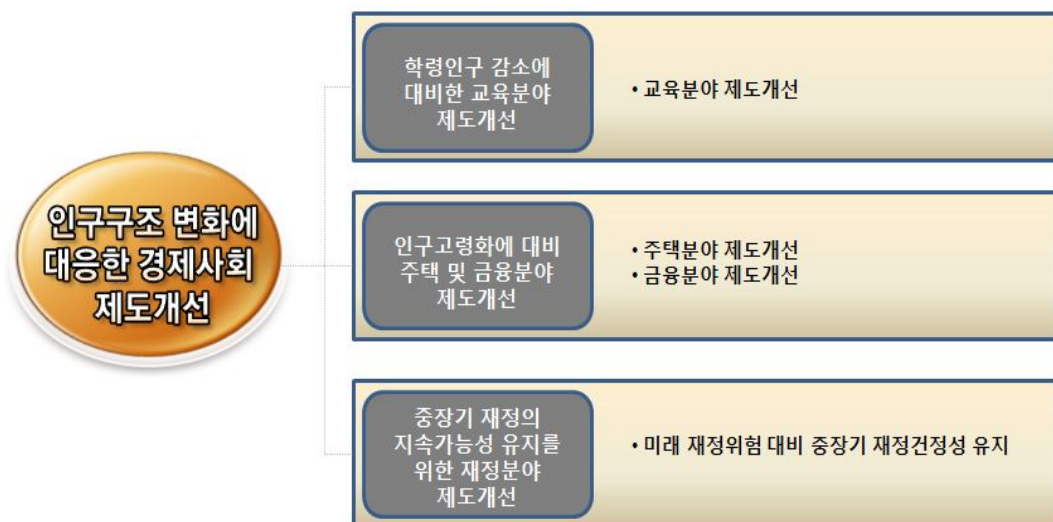 인구구조 변화에
대응한 경제사회
제도개선
학령인구 감소에
대비한 교육분야
제도개선
• 교육분야 제도개선
인구고령화에 대비
주택 및 금융분야
제도개선
• 주택분야 제도개선
• 금융분야 제도개선
중장기 재정의
지속가능성 유지를
위한 재정분야
제도개선
• 미래 재정위험 대비 중장기 재정건정성 유지